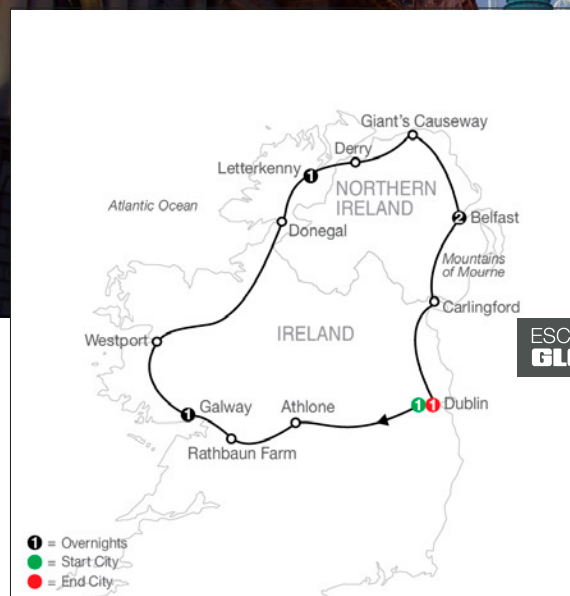 Giant's Causeway
Derry
Letterkenny 1
NORTHERN
IRELAND
Atlantic Ocean
2 Belfast
Donegal
Mountains
of Mourne
Carlingford
IRELAND
Westport
ESC
GLO
1 Galway
Athlone
1 1 Dublin
Rathbaun Farm
1 = Overnights
= Start City
= End City